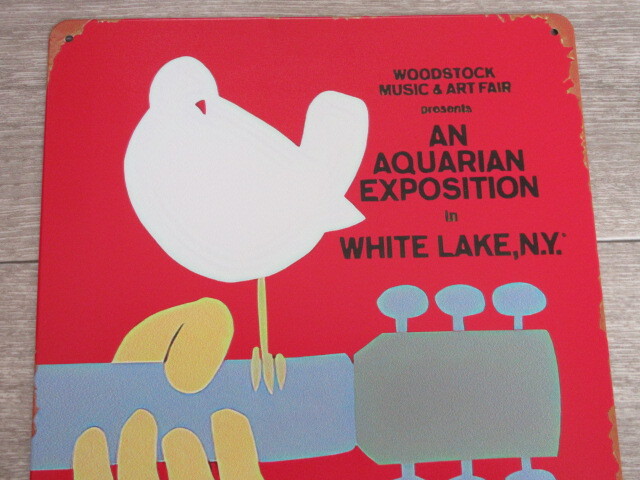 WOODSTOCK
MUSIC & ART FAIR
presents
AN
AQUARIAN
EXPOSITION
in
WHITE LAKE, N.Y.